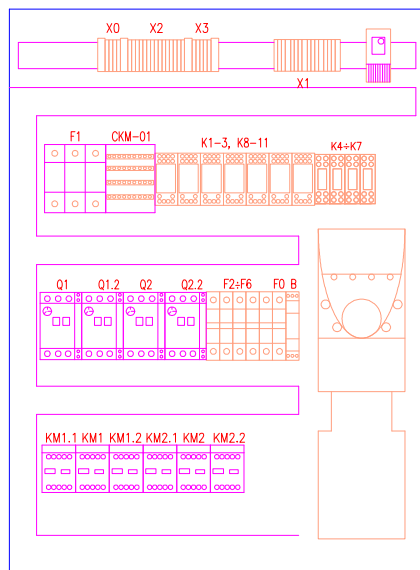 X0 X2 X3
X1
F1 CKM-01 K1-3, K8-11 K4÷K7
Q1 Q1.2 Q2 Q2.2 F2÷F6 F0 B
KM1.1 KM1 KM1.2 KM2.1 KM2 KM2.2